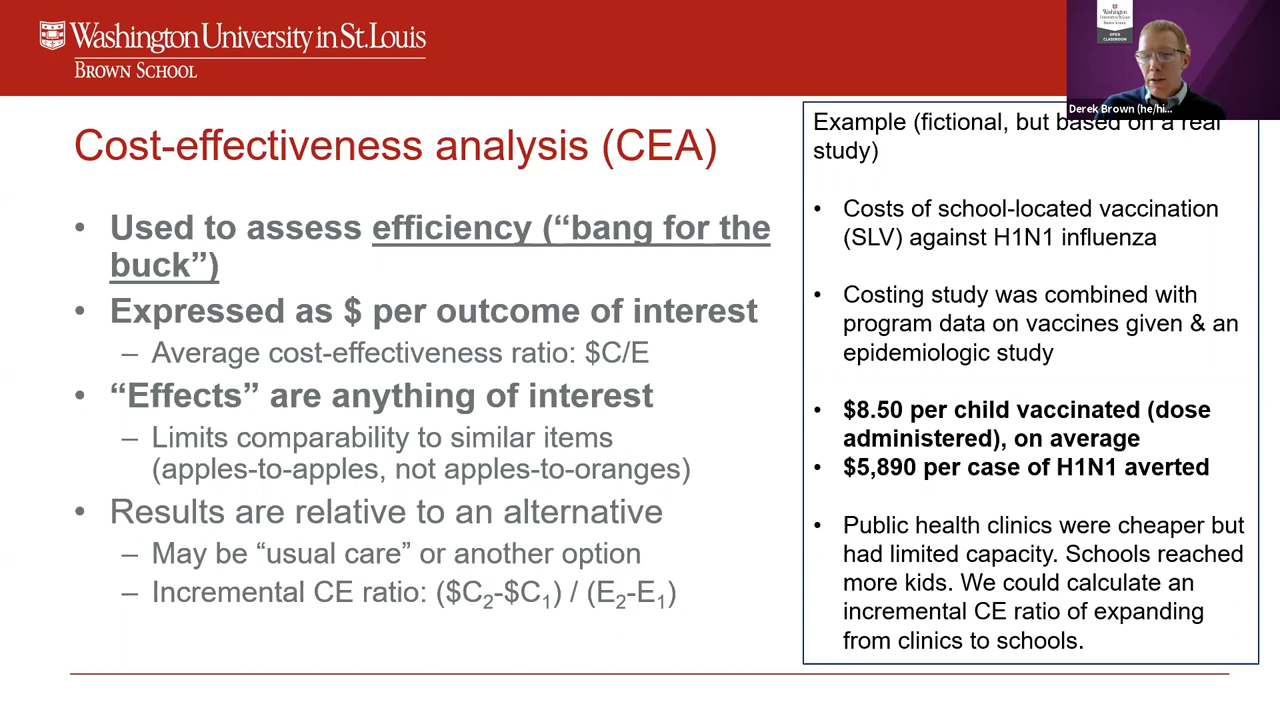 Washington University in St. Louis
BROWN SCHOOL
Washington
OPEN
CLASSROOM
Derek Brown (he/hi...
Cost-effectiveness analysis (CEA)
• Used to assess efficiency (“bang for the
buck”)
• Expressed as $ per outcome of interest
– Average cost-effectiveness ratio: $C/E
• “Effects” are anything of interest
– Limits comparability to similar items
(apples-to-apples, not apples-to-oranges)
• Results are relative to an alternative
– May be “usual care” or another option
– Incremental CE ratio: ($C₂-$C₁) / (E₂-E₁)
Example (fictional, but based on a real
study)
• Costs of school-located vaccination
(SLV) against H1N1 influenza
• Costing study was combined with
program data on vaccines given & an
epidemiologic study
• $8.50 per child vaccinated (dose
administered), on average
• $5,890 per case of H1N1 averted
• Public health clinics were cheaper but
had limited capacity. Schools reached
more kids. We could calculate an
incremental CE ratio of expanding
from clinics to schools.